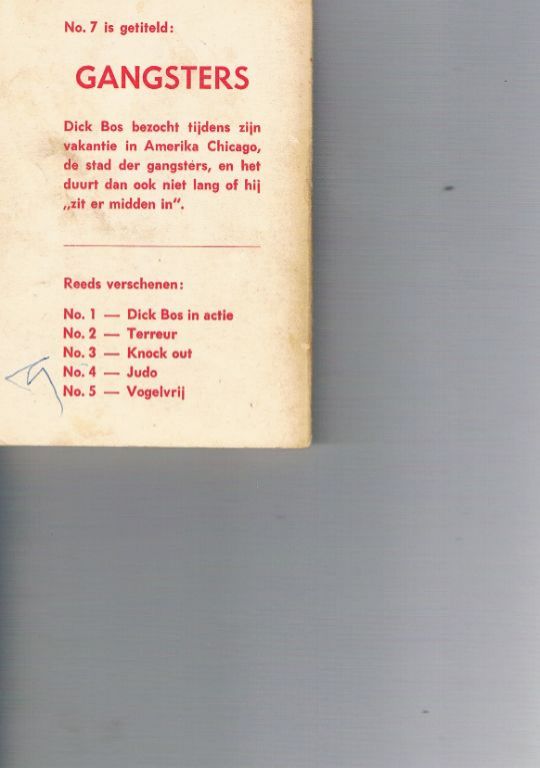 No. 7 is getiteld:
GANGSTERS
Dick Bos bezocht tijdens zijn
vakantie in Amerika Chicago,
de stad der gangsters, en het
duurt dan ook niet lang of hij
„zit er midden in”.
Reeds verschenen:
No. 1 — Dick Bos in actie
No. 2 — Terreur
No. 3 — Knock out
No. 4 — Judo
No. 5 — Vogelvrij